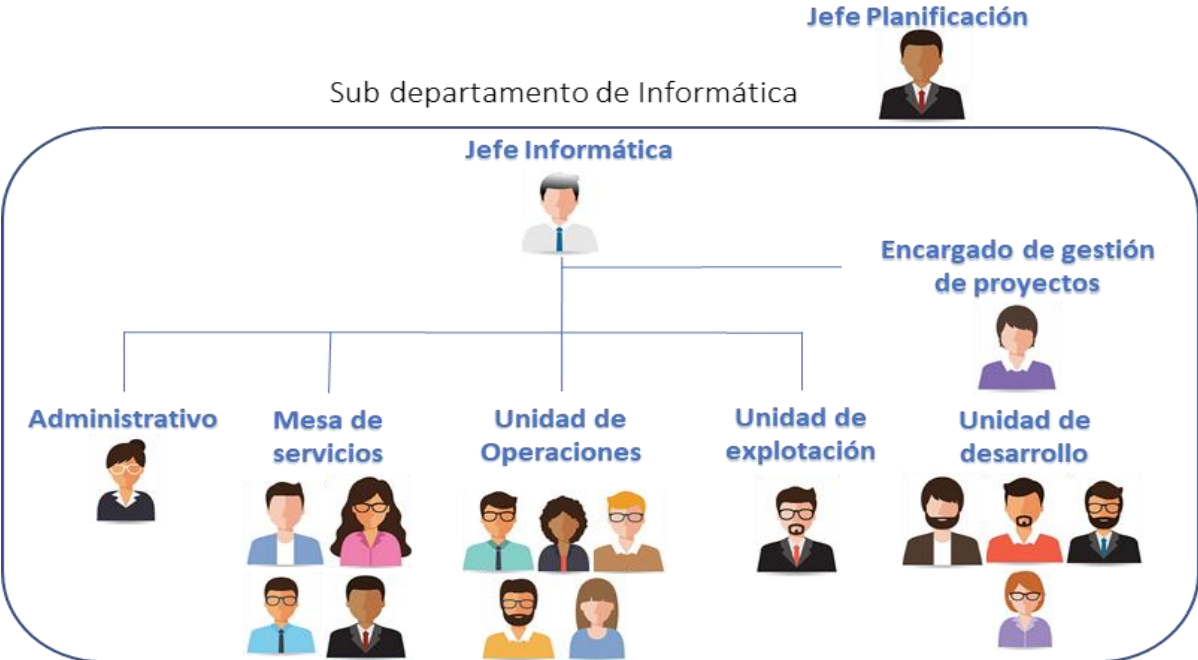 Jefe Planificación
Sub departamento de Informática
Jefe Informática
Encargado de gestión
de proyectos
Administrativo
Mesa de
servicios
Unidad de
Operaciones
Unidad de
explotación
Unidad de
desarrollo